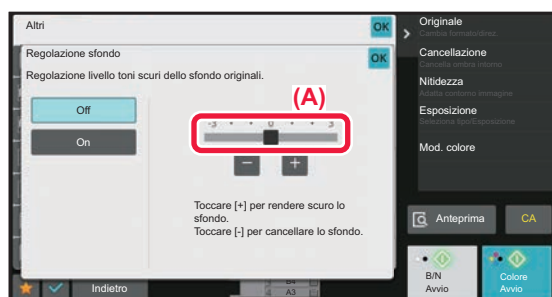 Altri
OK
Regolazione sfondo
OK
Regolazione livello toni scuri dello sfondo originali.
Off
On
(A)
-3 • • 0 • • 3
−
+
Toccare [+] per rendere scuro lo
sfondo.
Toccare [-] per cancellare lo sfondo.
Indietro
B4
A3
Originale
Cambia formato/direz.
Cancellazione
Cancella ombra intorno
Nitidezza
Adatta contorno immagine
Esposizione
Seleziona tipo/Esposizione
Mod. colore
Anteprima
CA
B/N
Avvio
Colore
Avvio